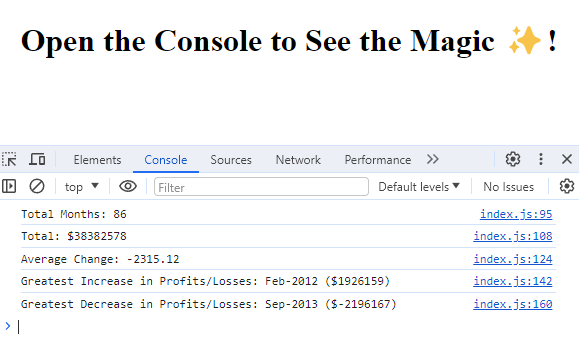 Open the Console to See the Magic ✨!
Elements Console Sources Network Performance
top Filter Default levels No Issues
Total Months: 86 index.js:95
Total: $38382578 index.js:108
Average Change: -2315.12 index.js:124
Greatest Increase in Profits/Losses: Feb-2012 ($1926159) index.js:142
Greatest Decrease in Profits/Losses: Sep-2013 ($-2196167) index.js:160